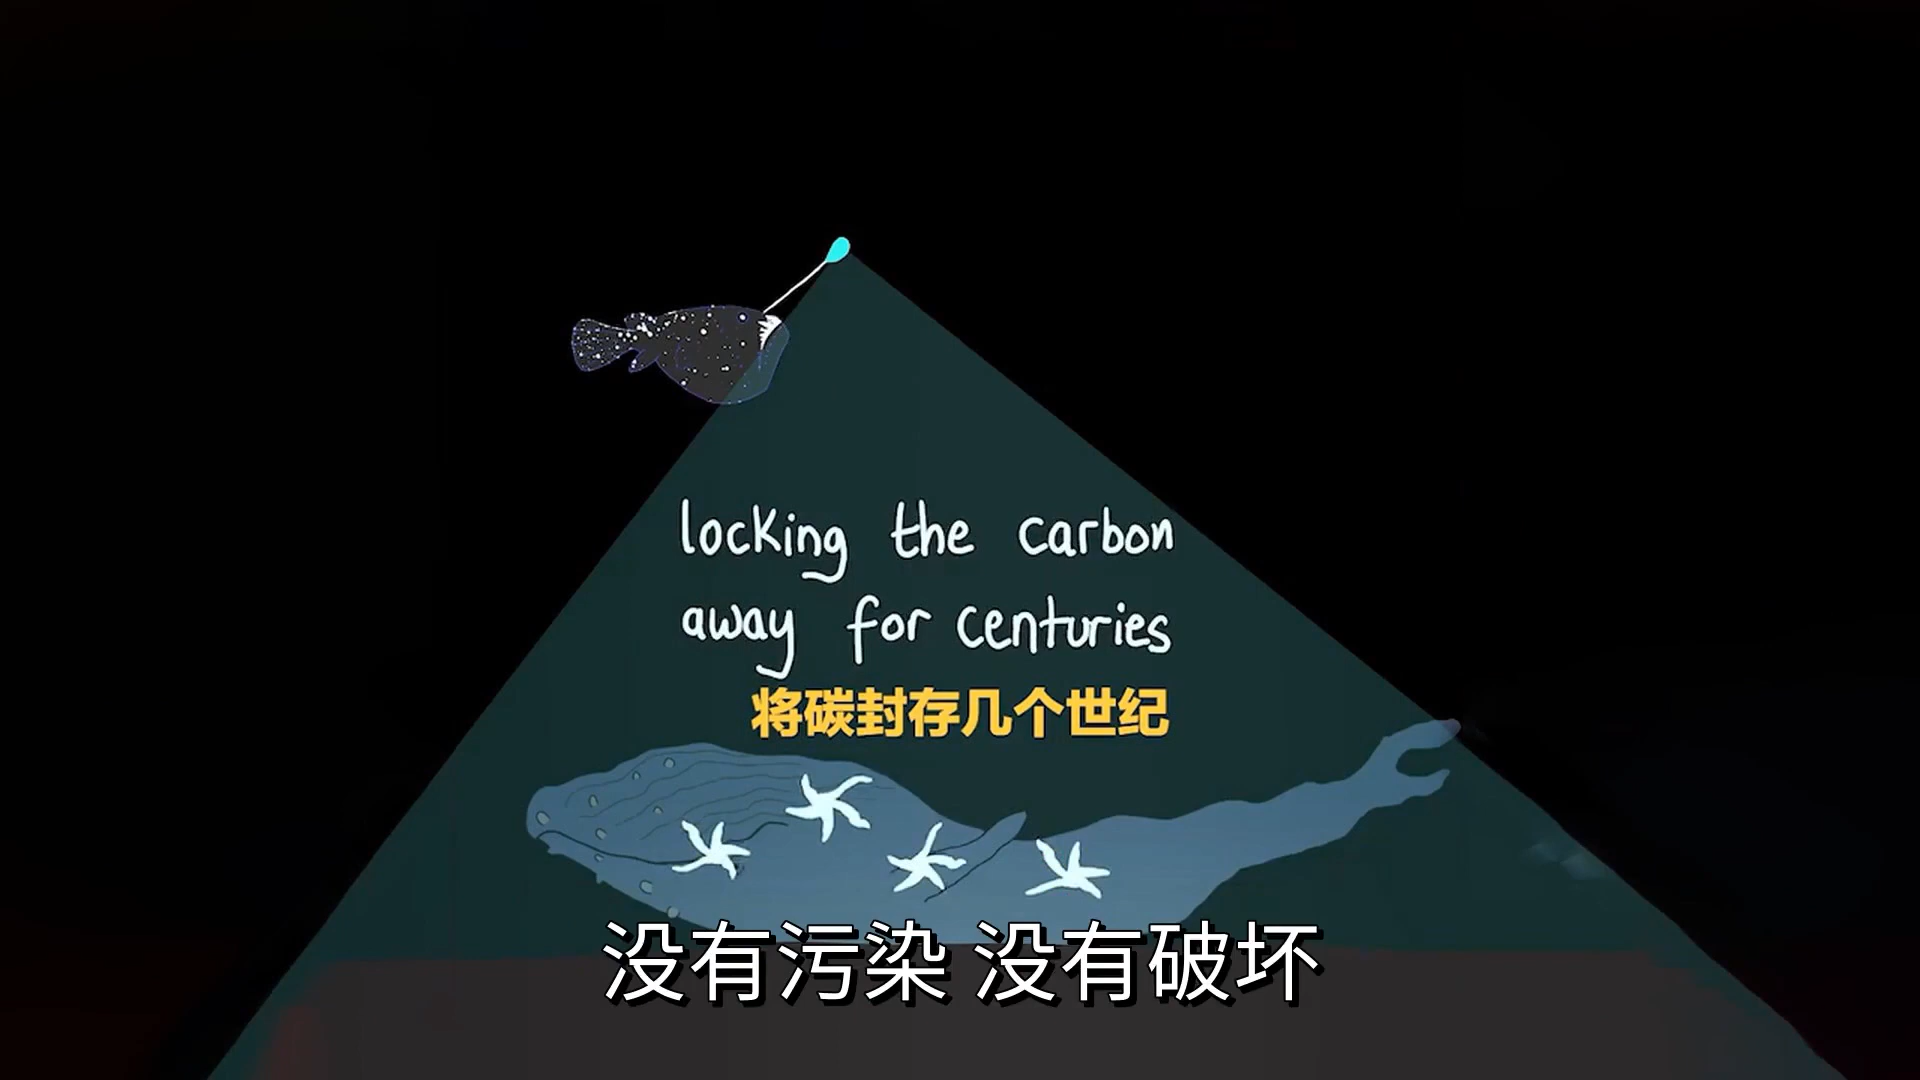 locking the carbon
away for centuries
将碳封存几个世纪
没有污染 没有破坏